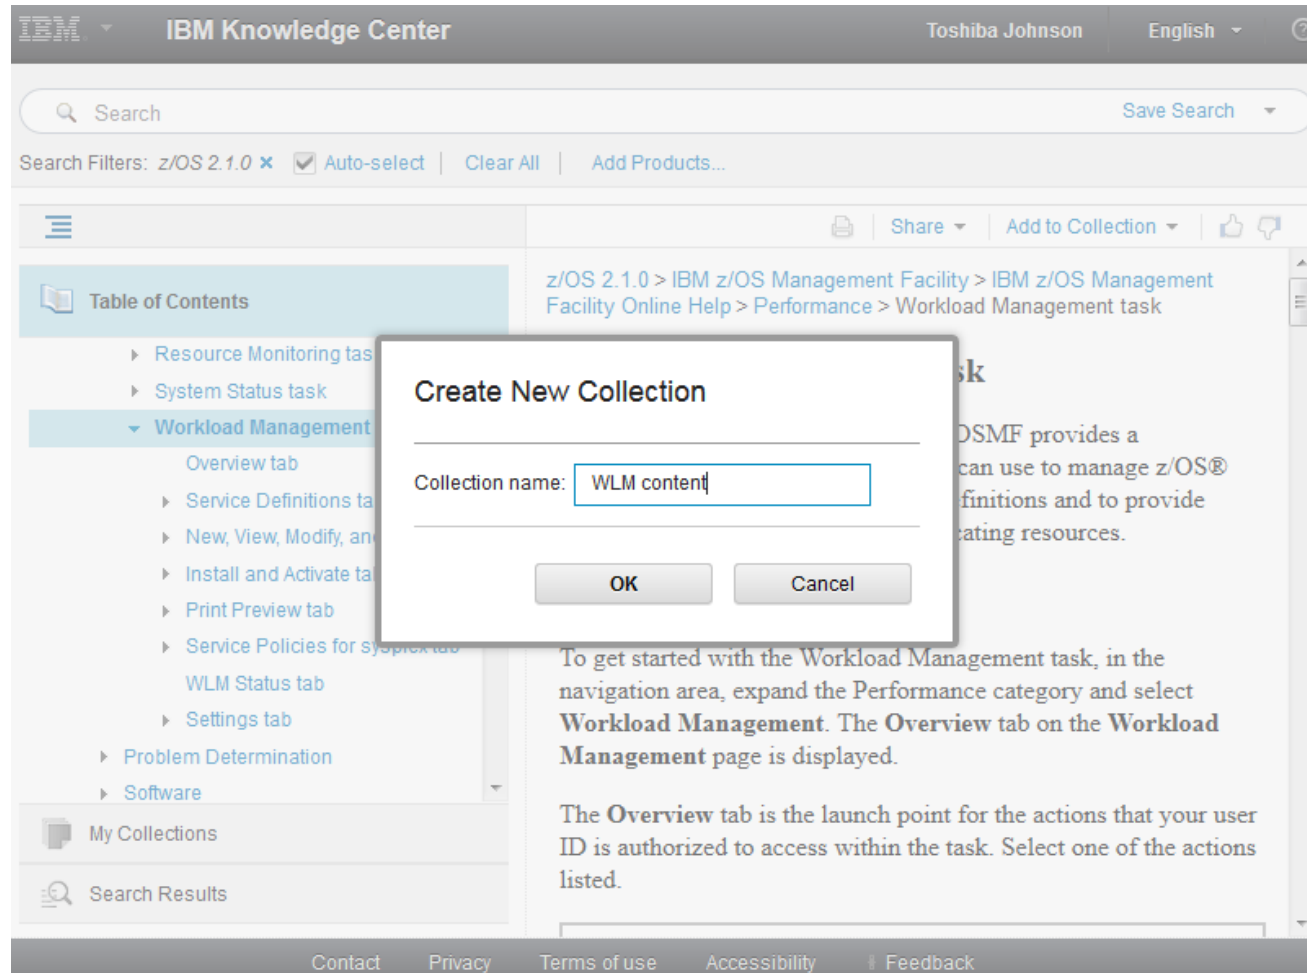 IBM IBM Knowledge Center Toshiba Johnson English ?
Search Save Search
Search Filters: z/OS 2.1.0 × Auto-select | Clear All | Add Products...
Share Add to Collection
Table of Contents
Resource Monitoring tas
System Status task
Workload Management
Overview tab
Service Definitions ta
New, View, Modify, an
Install and Activate ta
Print Preview tab
Service Policies for sysplex tab
WLM Status tab
Settings tab
Problem Determination
Software
My Collections
Search Results
z/OS 2.1.0 > IBM z/OS Management Facility > IBM z/OS Management
Facility Online Help > Performance > Workload Management task
sk
OSMF provides a
can use to manage z/OS®
finitions and to provide
cating resources.
Create New Collection
Collection name: WLM content
OK Cancel
To get started with the Workload Management task, in the
navigation area, expand the Performance category and select
Workload Management. The Overview tab on the Workload
Management page is displayed.
The Overview tab is the launch point for the actions that your user
ID is authorized to access within the task. Select one of the actions
listed.
Contact Privacy Terms of use Accessibility Feedback